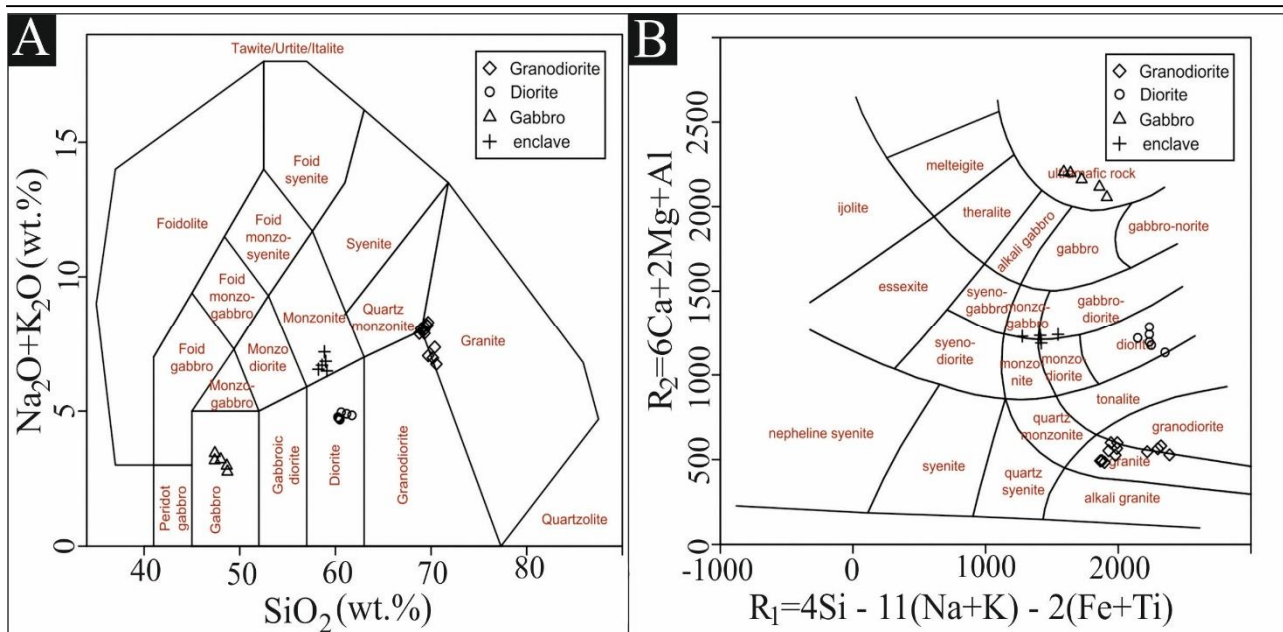 A
Tawite/Urtite/Italite
Granodiorite
Diorite
Gabbro
enclave
Foid
syenite
Foidolite
Foid
monzo-
syenite
Syenite
Foid
monzo-
gabbro
Monzonite
Quartz
monzonite
Granite
Foid
gabbro
Monzo
diorite
Monzo-
gabbro
Peridot
gabbro
Gabbro
Gabbroic
diorite
Diorite
Granodiorite
Quartzolite
Na2O+K2O (wt.%)
0
5
10
15
40
50
60
70
80
SiO2 (wt.%)
B
Granodiorite
Diorite
Gabbro
enclave
melteigite
ultramafic rock
ijolite
theralite
alkali gabbro
gabbro
gabbro-norite
essexite
syeno-
gabbro
monzo-
gabbro
gabbro-
diorite
syeno-
diorite
monzo
nite
monzo-
diorite
diorite
tonalite
nepheline syenite
quartz
monzonite
granodiorite
syenite
quartz
syenite
granite
alkali granite
R2=6Ca+2Mg+Al
0
500
1000
1500
2000
2500
-1000
0
1000
2000
R1=4Si - 11(Na+K) - 2(Fe+Ti)